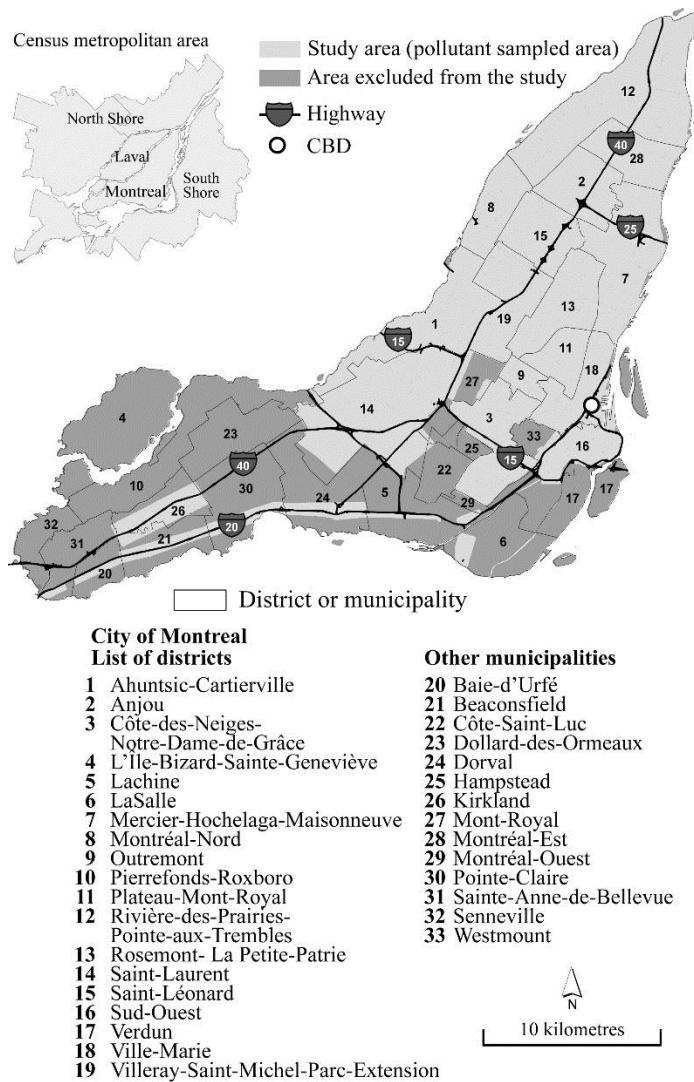 Census metropolitan area
North Shore
Laval
Montreal
South
Shore
Study area (pollutant sampled area)
Area excluded from the study
Highway
CBD
12
40
28
2
8
25
15
7
13
19
1
11
15
18
27
9
14
3
4
33
23
16
25
15
22
40
10
30
5
17
17
26
24
29
32
20
21
6
31
20
District or municipality
City of Montreal
List of districts
1 Ahuntsic-Cartierville
2 Anjou
3 Côte-des-Neiges-
Notre-Dame-de-Grâce
4 L'Île-Bizard-Sainte-Geneviève
5 Lachine
6 LaSalle
7 Mercier-Hochelaga-Maisonneuve
8 Montréal-Nord
9 Outremont
10 Pierrefonds-Roxboro
11 Plateau-Mont-Royal
12 Rivière-des-Prairies-
Pointe-aux-Trembles
13 Rosemont- La Petite-Patrie
14 Saint-Laurent
15 Saint-Léonard
16 Sud-Ouest
17 Verdun
18 Ville-Marie
19 Villeray-Saint-Michel-Parc-Extension
Other municipalities
20 Baie-d'Urfé
21 Beaconsfield
22 Côte-Saint-Luc
23 Dollard-des-Ormeaux
24 Dorval
25 Hampstead
26 Kirkland
27 Mont-Royal
28 Montréal-Est
29 Montréal-Ouest
30 Pointe-Claire
31 Sainte-Anne-de-Bellevue
32 Senneville
33 Westmount
N
10 kilometres